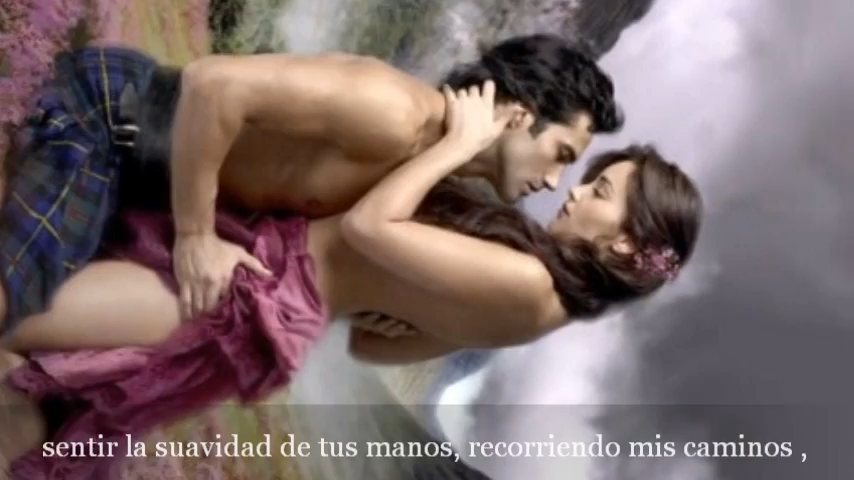 sentir la suavidad de tus manos, recorriendo mis caminos ,